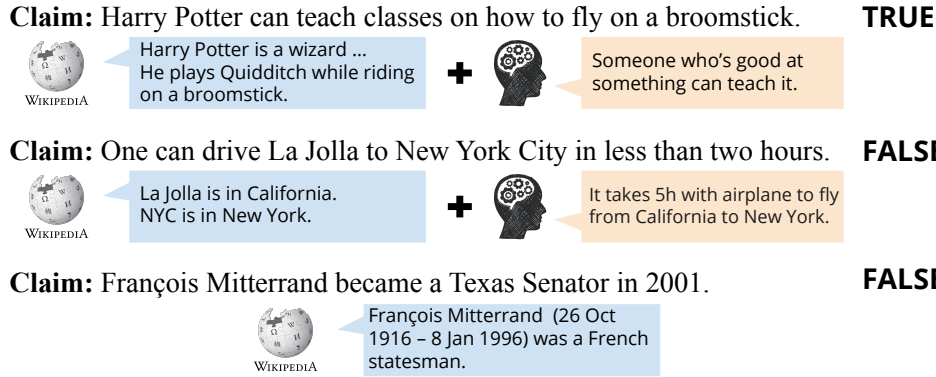 Claim: Harry Potter can teach classes on how to fly on a broomstick. TRUE
WIKIPEDIA
Harry Potter is a wizard ...
He plays Quidditch while riding
on a broomstick.
+
Someone who's good at
something can teach it.
Claim: One can drive La Jolla to New York City in less than two hours. FALSE
WIKIPEDIA
La Jolla is in California.
NYC is in New York.
+
It takes 5h with airplane to fly
from California to New York.
Claim: François Mitterrand became a Texas Senator in 2001. FALSE
WIKIPEDIA
François Mitterrand (26 Oct
1916 – 8 Jan 1996) was a French
statesman.